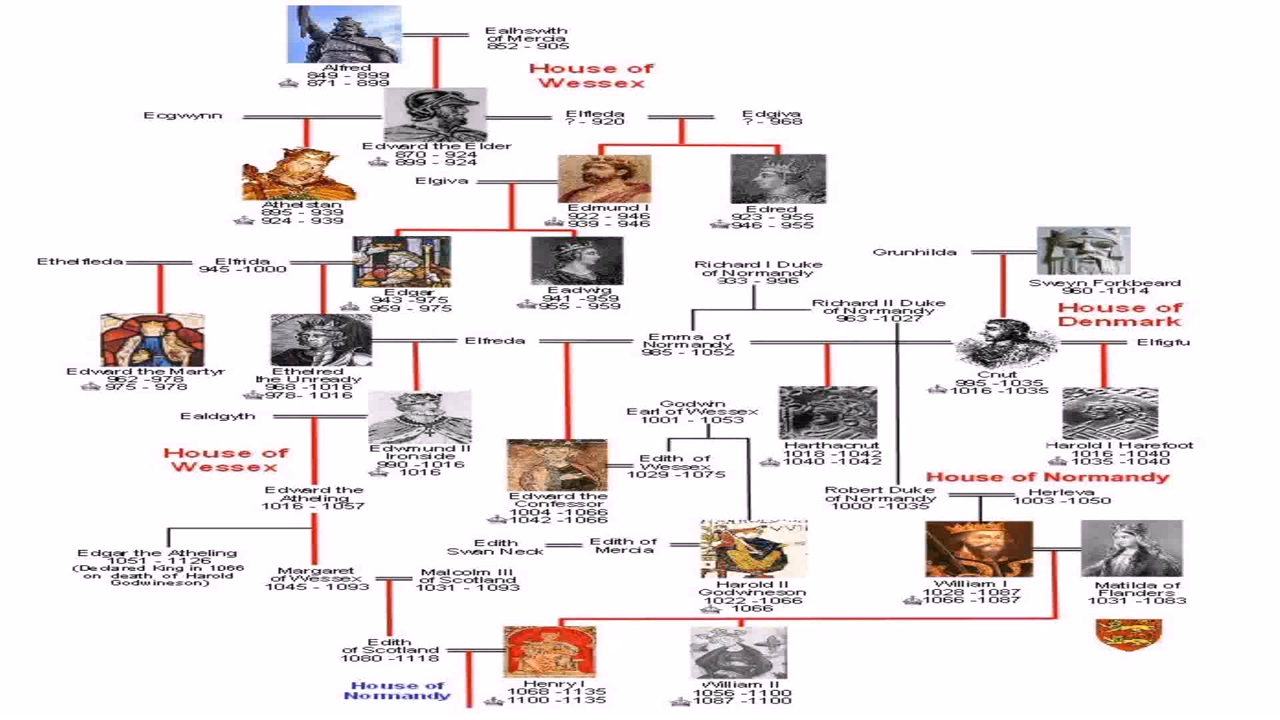 Ealhswith
of Mercia
852 - 905
Alfred
849 - 899
871 - 899
House of
Wessex
Ecgwynn
Edward the Elder
870 - 924
899 - 924
Elfleda
? - 920
Edgiva
? - 968
Athelstan
895 - 939
924 - 939
Elgiva
Edmund I
922 - 946
939 - 946
Edred
923 - 955
946 - 955
Ethelfleda
Elfrida
945 -1000
Edgar
943 -975
959 - 975
Eadwig
941 -959
955 - 959
Richard I Duke
of Normandy
933 - 996
Grunhilda
Sweyn Forkbeard
960 -1014
House of
Denmark
Richard II Duke
of Normandy
963 -1027
Edward the Martyr
962 -978
975 - 978
Ethelred
the Unready
968 -1016
978- 1016
Elfreda
Emma of
Normandy
985 - 1052
Cnut
995 -1035
1016 -1035
Elfigfu
Ealdgyth
Edwmund II
Ironside
990 -1016
1016
Godwin
Earl of Wessex
1001 - 1053
Harthacnut
1018 -1042
1040 -1042
Harold I Harefoot
1016 -1040
1035 -1040
House of
Wessex
Edith of
Wessex
1029 -1075
House of Normandy
Edward the
Atheling
1016 - 1057
Edward the
Confessor
1004 -1066
1042 -1066
Robert Duke
of Normandy
1000 -1035
Herleva
1003 -1050
Edgar the Atheling
1051 - 1126
(Declared King in 1066
on death of Harold
Godwineson)
Edith
Swan Neck
Edith of
Mercia
Harold II
Godwineson
1022 -1066
1066
William I
1028 -1087
1066 -1087
Matilda of
Flanders
1031 -1083
Margaret
of Wessex
1045 - 1093
Malcolm III
of Scotland
1031 - 1093
Edith
of Scotland
1080 -1118
House of
Normandy
Henry I
1068 -1135
1100 -1135
William II
1056 -1100
1087 -1100